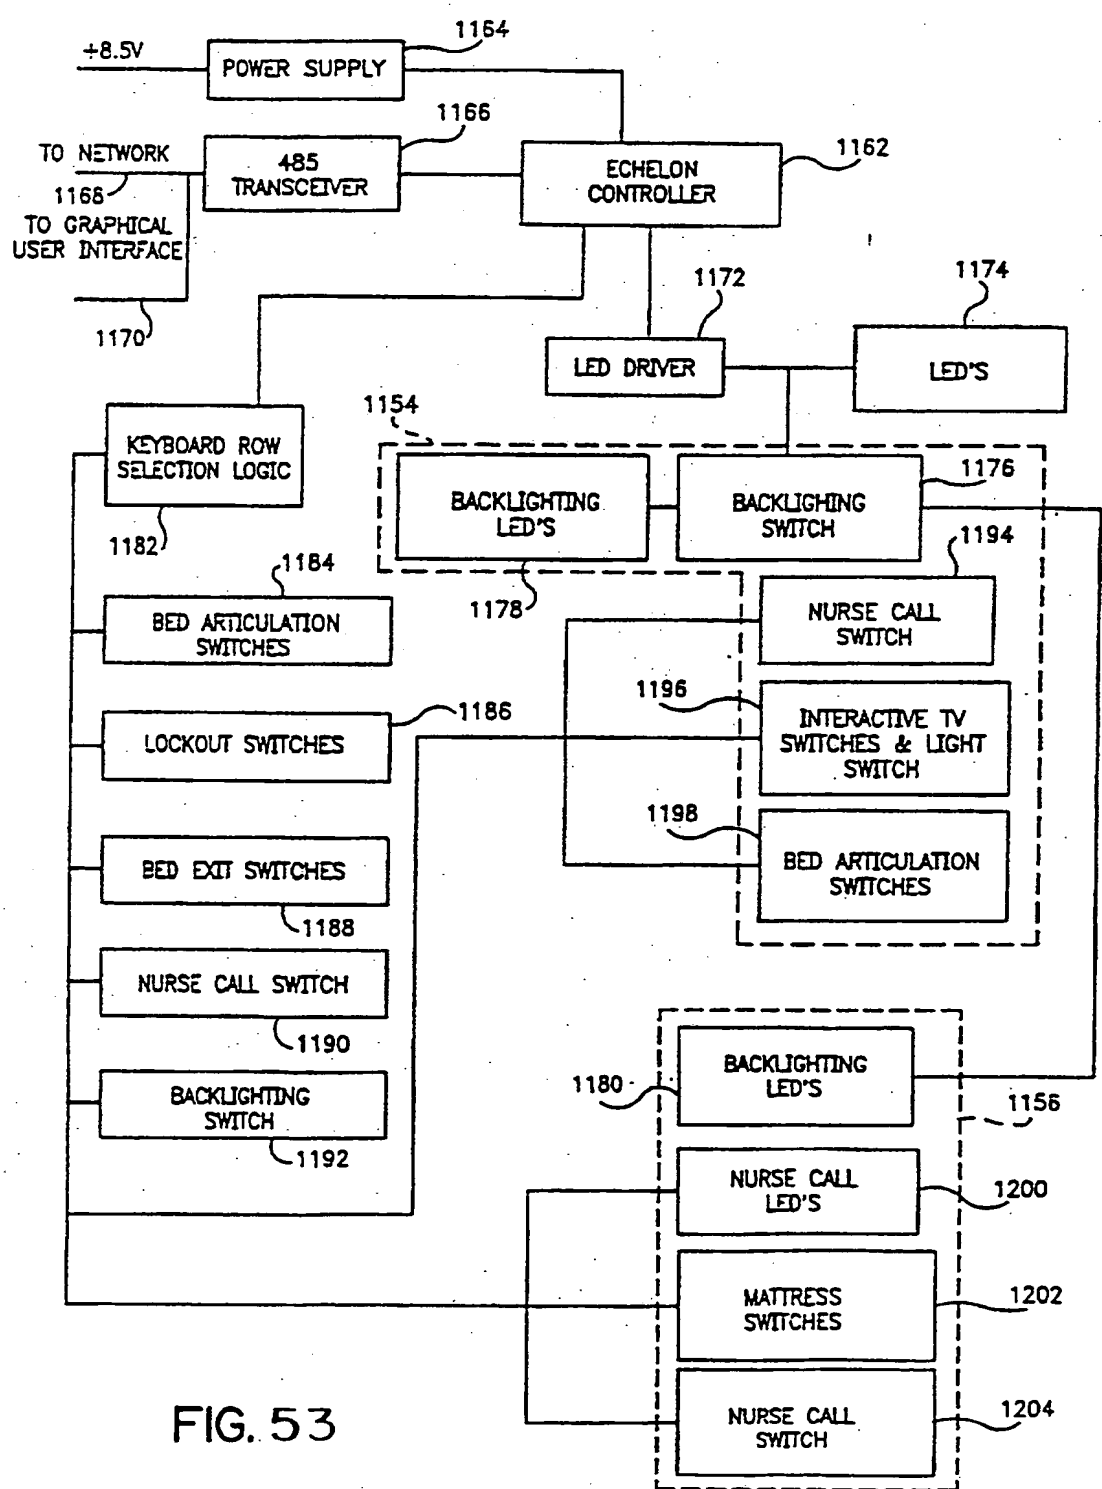 1164
+8.5V
POWER SUPPLY
1166
TO NETWORK
485
TRANSCEIVER
ECHELON
CONTROLLER
1162
1168
TO GRAPHICAL
USER INTERFACE
1170
1172
1174
LED DRIVER
LED'S
1154
KEYBOARD ROW
SELECTION LOGIC
1182
BACKLIGHTING
LED'S
1178
BACKLIGHING
SWITCH
1176
1184
BED ARTICULATION
SWITCHES
1194
NURSE CALL
SWITCH
1186
LOCKOUT SWITCHES
1196
INTERACTIVE TV
SWITCHES & LIGHT
SWITCH
BED EXIT SWITCHES
1188
1198
BED ARTICULATION
SWITCHES
NURSE CALL SWITCH
1190
BACKLIGHTING
SWITCH
1192
1180
BACKLIGHTING
LED'S
1156
NURSE CALL
LED'S
1200
MATTRESS
SWITCHES
1202
NURSE CALL
SWITCH
1204
FIG. 53